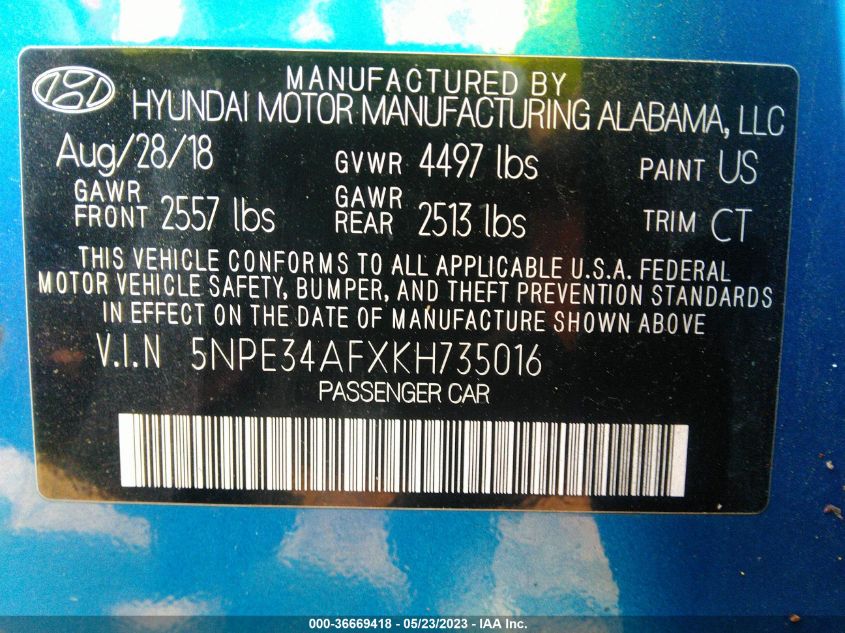 MANUFACTURED BY
HYUNDAI MOTOR MANUFACTURING ALABAMA, LLC
Aug/28/18 GVWR 4497 lbs PAINT US
GAWR FRONT 2557 lbs GAWR REAR 2513 lbs TRIM CT
THIS VEHICLE CONFORMS TO ALL APPLICABLE U.S.A. FEDERAL
MOTOR VEHICLE SAFETY, BUMPER, AND THEFT PREVENTION STANDARDS
IN EFFECT ON THE DATE OF MANUFACTURE SHOWN ABOVE
V.I.N 5NPE34AFXKH735016
PASSENGER CAR
000-36669418 - 05/23/2023 - IAA Inc.